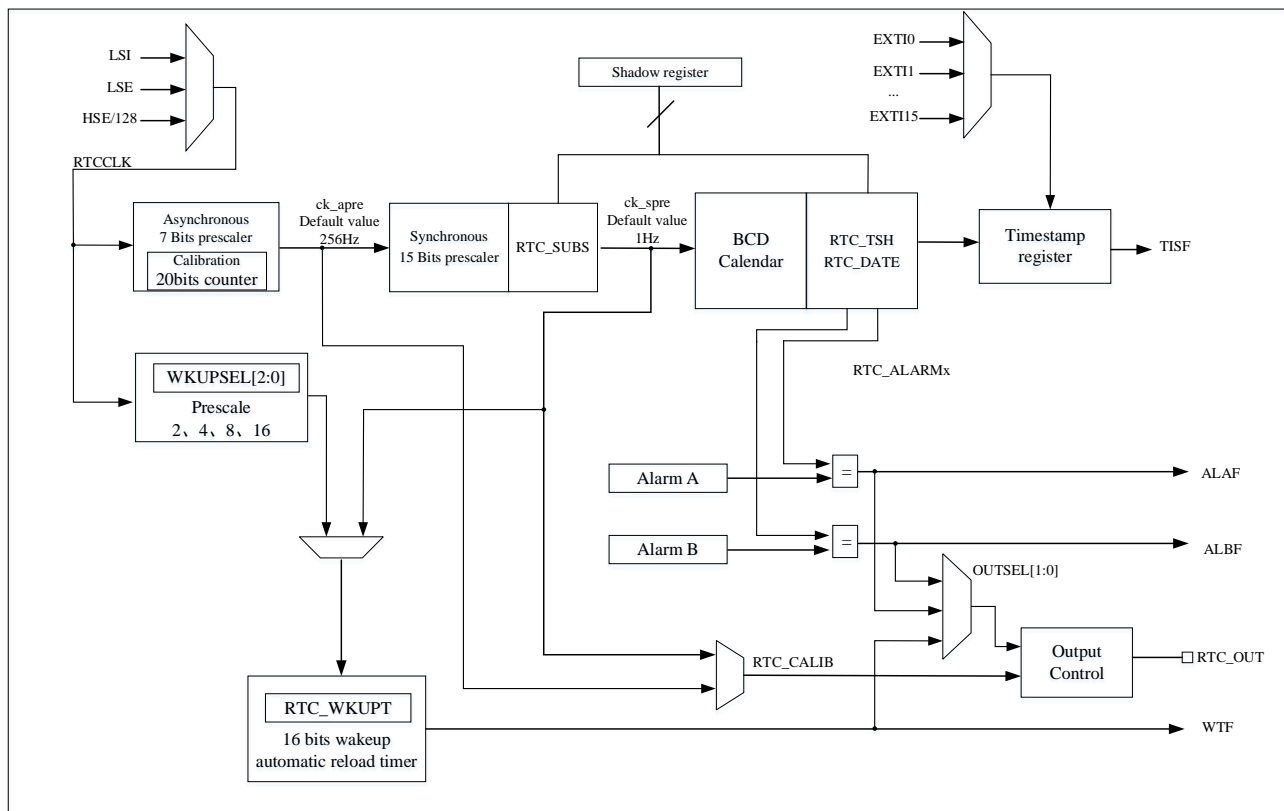 LSI
LSE
HSE/128
RTCCLK
Shadow register
EXTI0
EXTI1
...
EXTI15
Asynchronous
7 Bits prescaler
Calibration
20bits counter
ck_apre
Default value
256Hz
Synchronous
15 Bits prescaler
RTC_SUBS
ck_spre
Default value
1Hz
BCD
Calendar
RTC_TSH
RTC_DATE
Timestamp
register
TISF
WKUPSEL[2:0]
Prescale
2、4、8、16
RTC_ALARMx
Alarm A
=
ALAF
Alarm B
=
ALBF
OUTSEL[1:0]
RTC_CALIB
Output
Control
RTC_OUT
RTC_WKUPT
16 bits wakeup
automatic reload timer
WTF